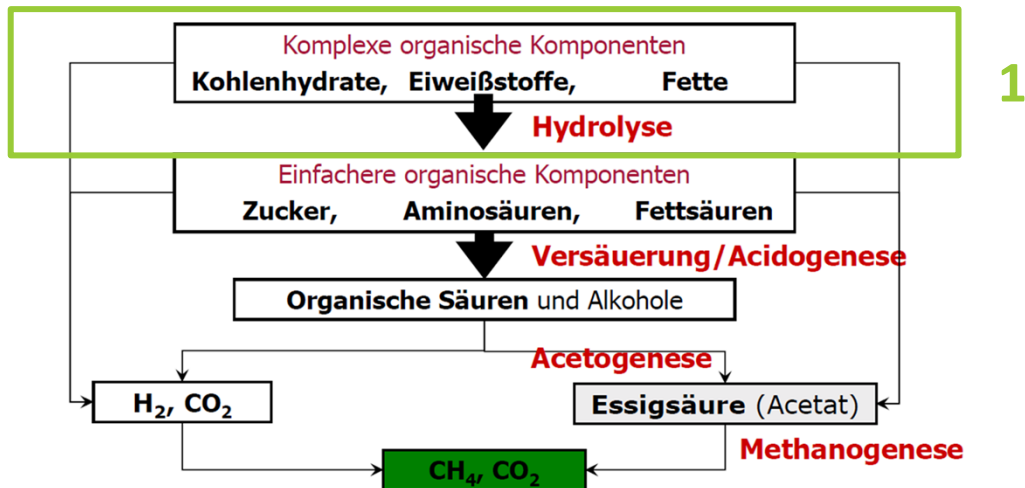 Komplexe organische Komponenten
Kohlenhydrate, Eiweißstoffe, Fette
1
Hydrolyse
Einfachere organische Komponenten
Zucker, Aminosäuren, Fettsäuren
Versäuerung/Acidogenese
Organische Säuren und Alkohole
Acetogenese
H₂, CO₂
Essigsäure (Acetat)
Methanogenese
CH₄, CO₂